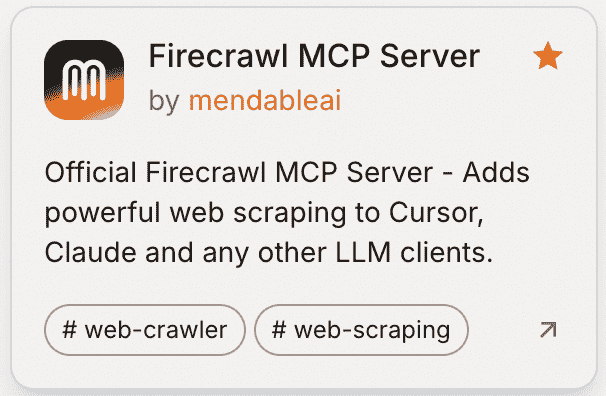 Firecrawl MCP Server
by mendableai
Official Firecrawl MCP Server - Adds
powerful web scraping to Cursor,
Claude and any other LLM clients.
# web-crawler # web-scraping